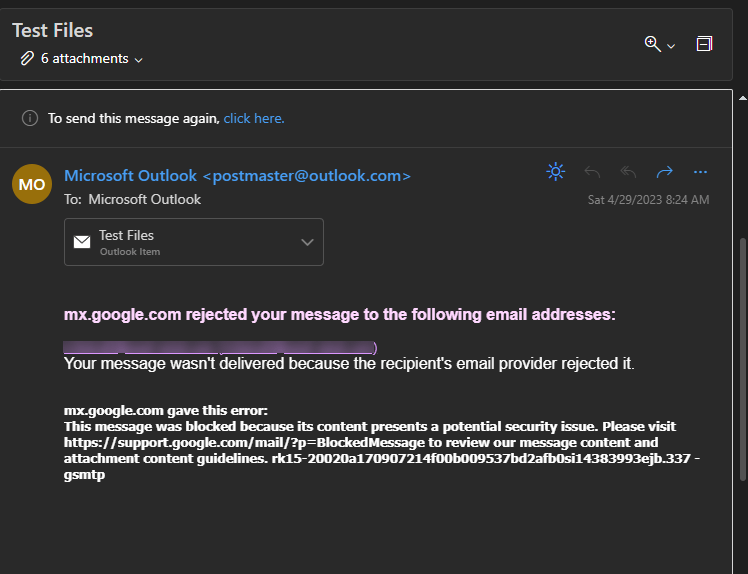 Test Files
6 attachments
To send this message again, click here.
MO
Microsoft Outlook <postmaster@outlook.com>
To: Microsoft Outlook
Sat 4/29/2023 8:24 AM
Test Files
Outlook Item
mx.google.com rejected your message to the following email addresses:
Your message wasn't delivered because the recipient's email provider rejected it.
mx.google.com gave this error:
This message was blocked because its content presents a potential security issue. Please visit
https://support.google.com/mail/?p=BlockedMessage to review our message content and
attachment content guidelines. rk15-20020a170907214f00b009537bd2afb0si14383993ejb.337 -
gsmtp